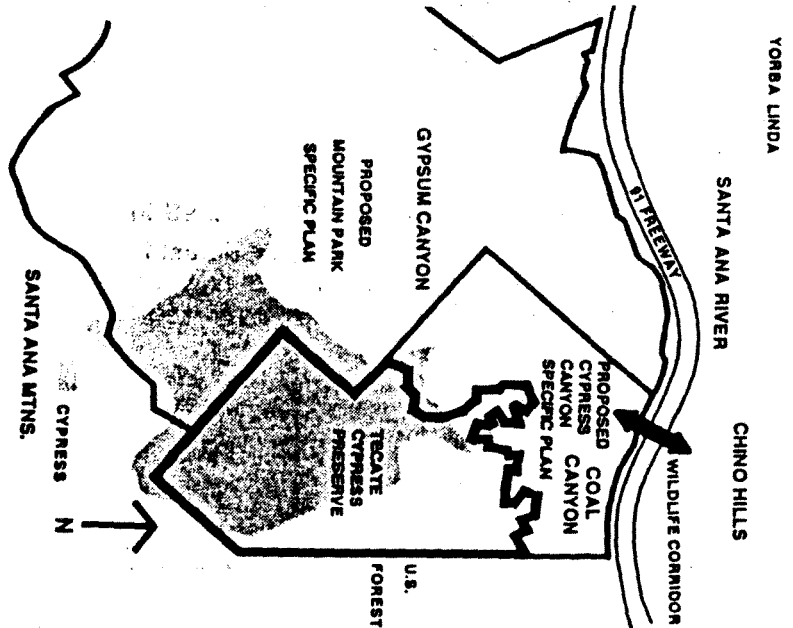 YORBA LINDA
SANTA ANA RIVER
CHINO HILLS
91 FREEWAY
WILDLIFE CORRIDOR
GYPSUM CANYON
PROPOSED
MOUNTAIN PARK
SPECIFIC PLAN
PROPOSED
CYPRESS
CANYON
SPECIFIC PLAN
COAL
CANYON
TECATE
CYPRESS
PRESERVE
U.S.
FOREST
SANTA ANA MTNS.
CYPRESS
N